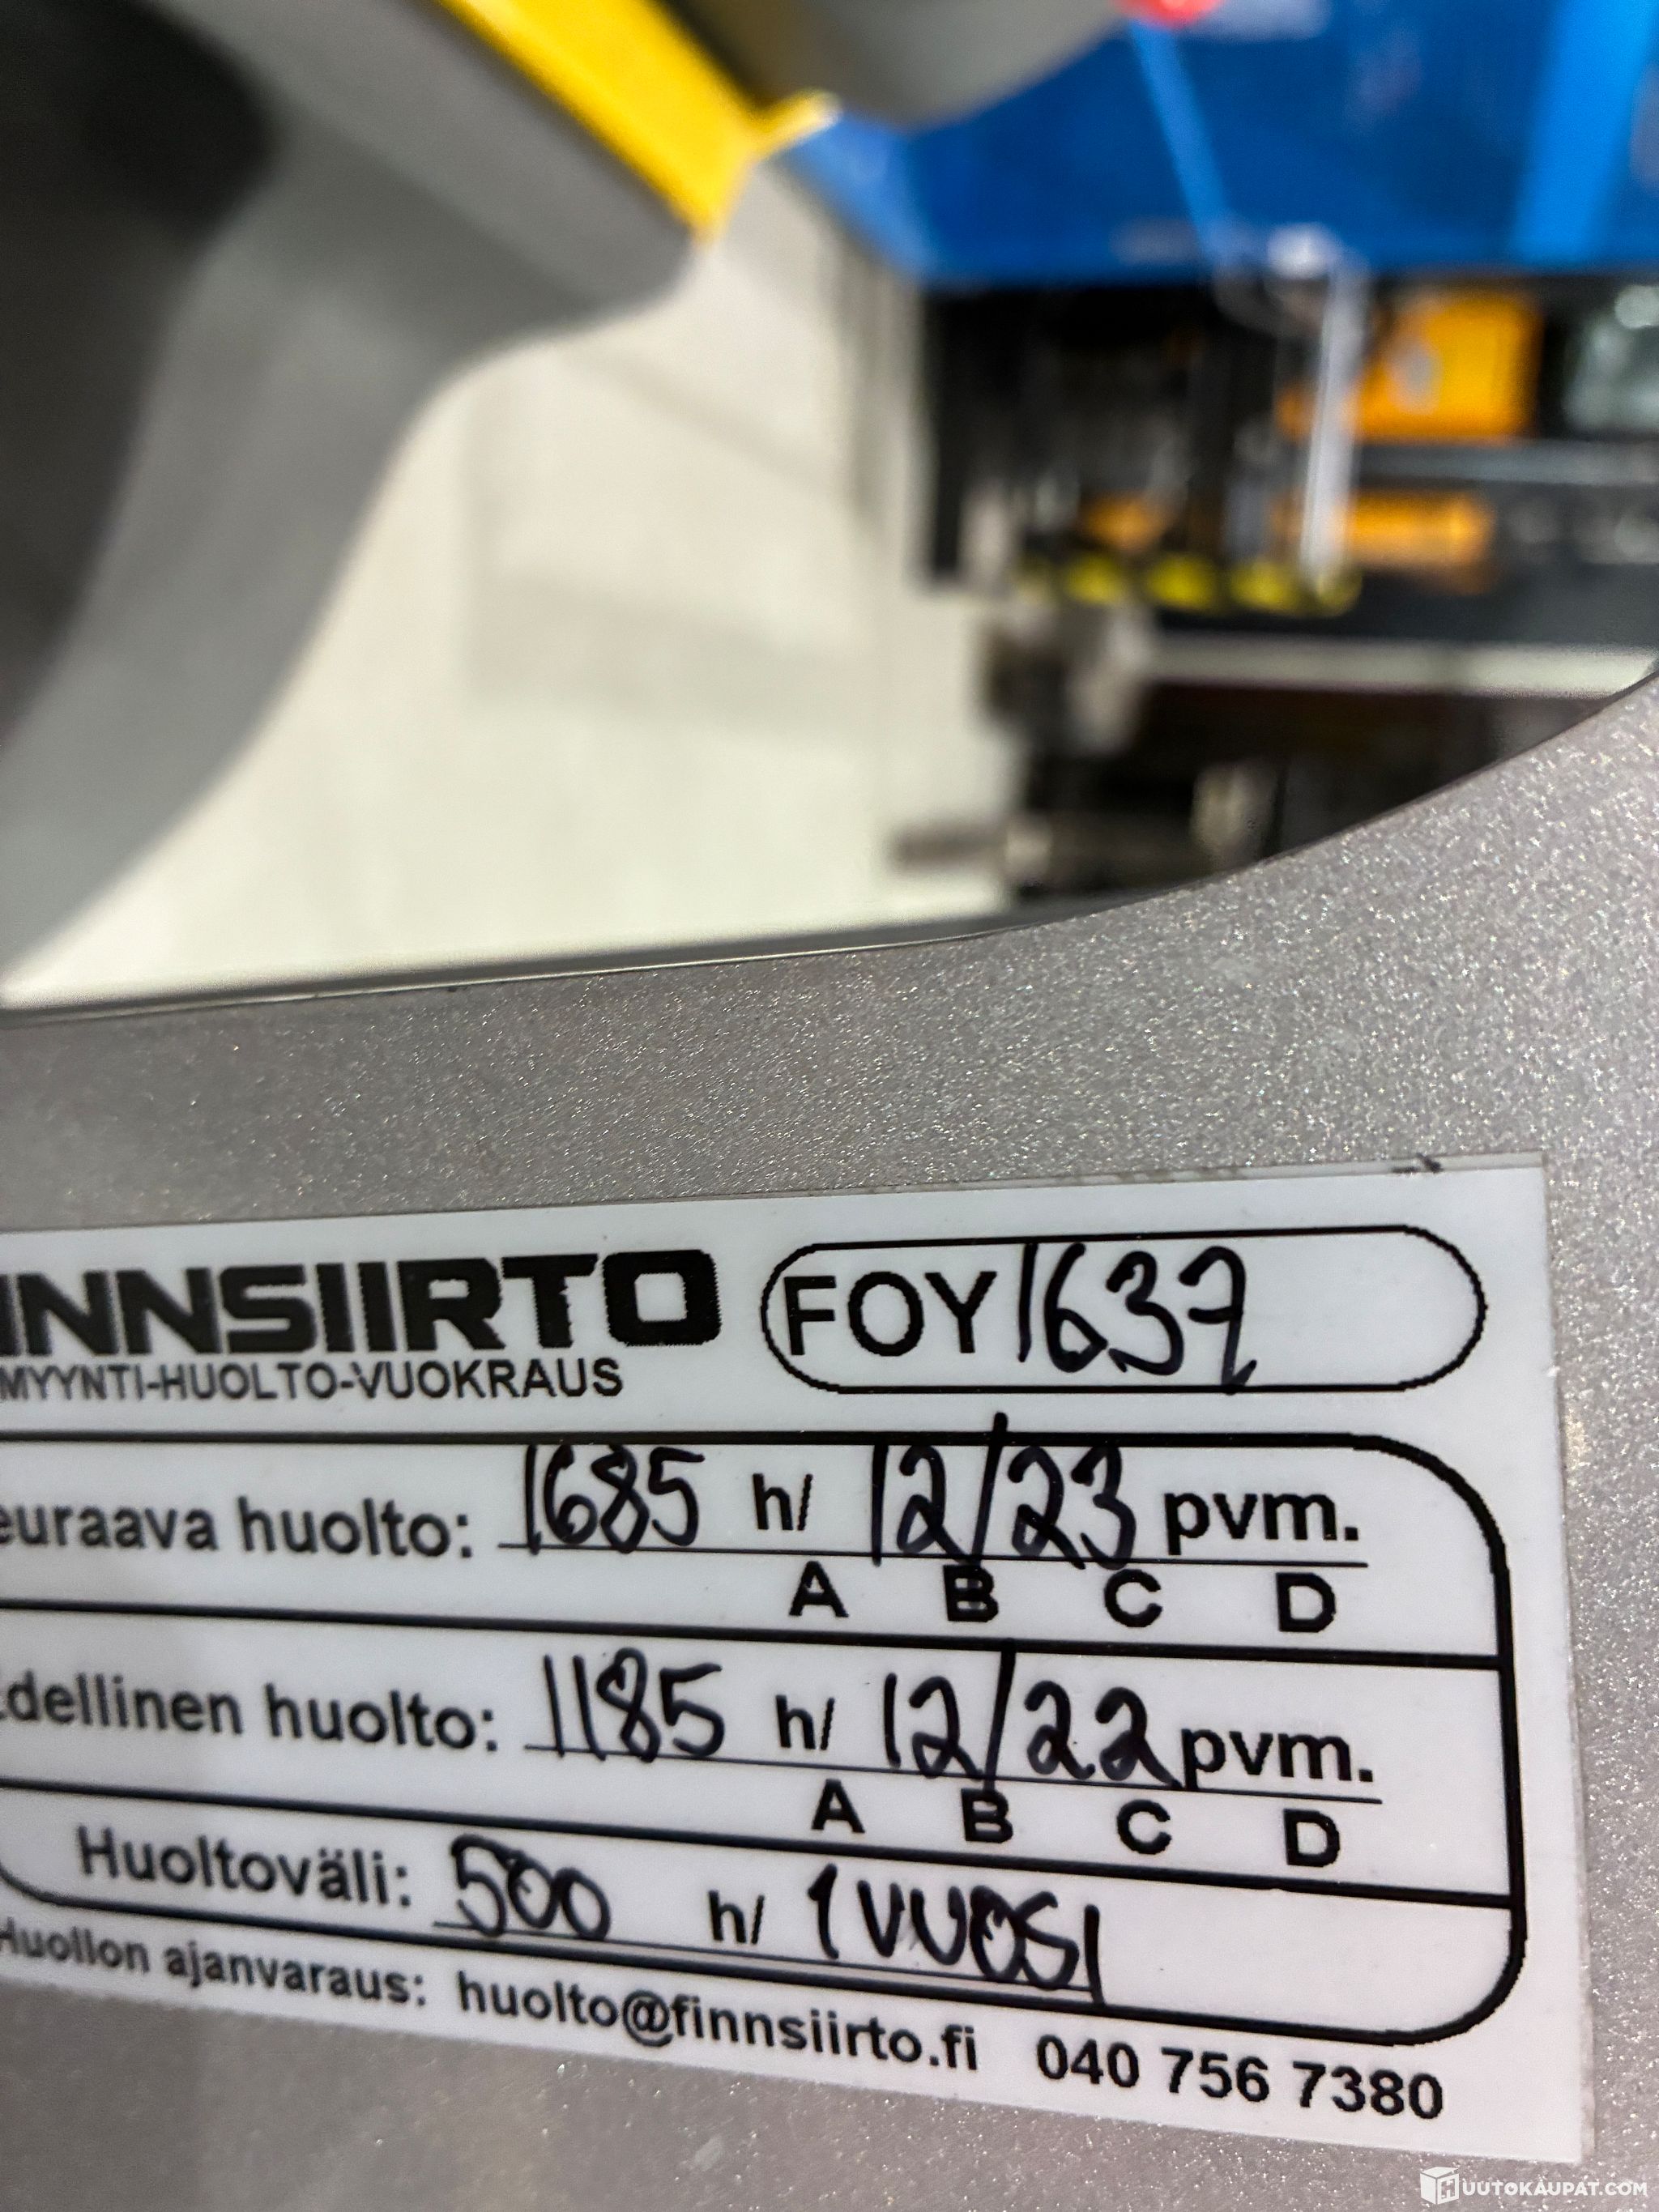 INNSIIRTO FOY 1637
MYYNTI-HUOLTO-VUOKRAUS
euraava huolto: 1685 h/ 12/23 pvm.
A B C D
Edellinen huolto: 1185 h/ 12/22 pvm.
A B C D
Huoltoväli: 500 h/ 1 VUOSI
Huollon ajanvaraus: huolto@finnsiirto.fi 040 756 7380
HUUTOKAUPAT.COM